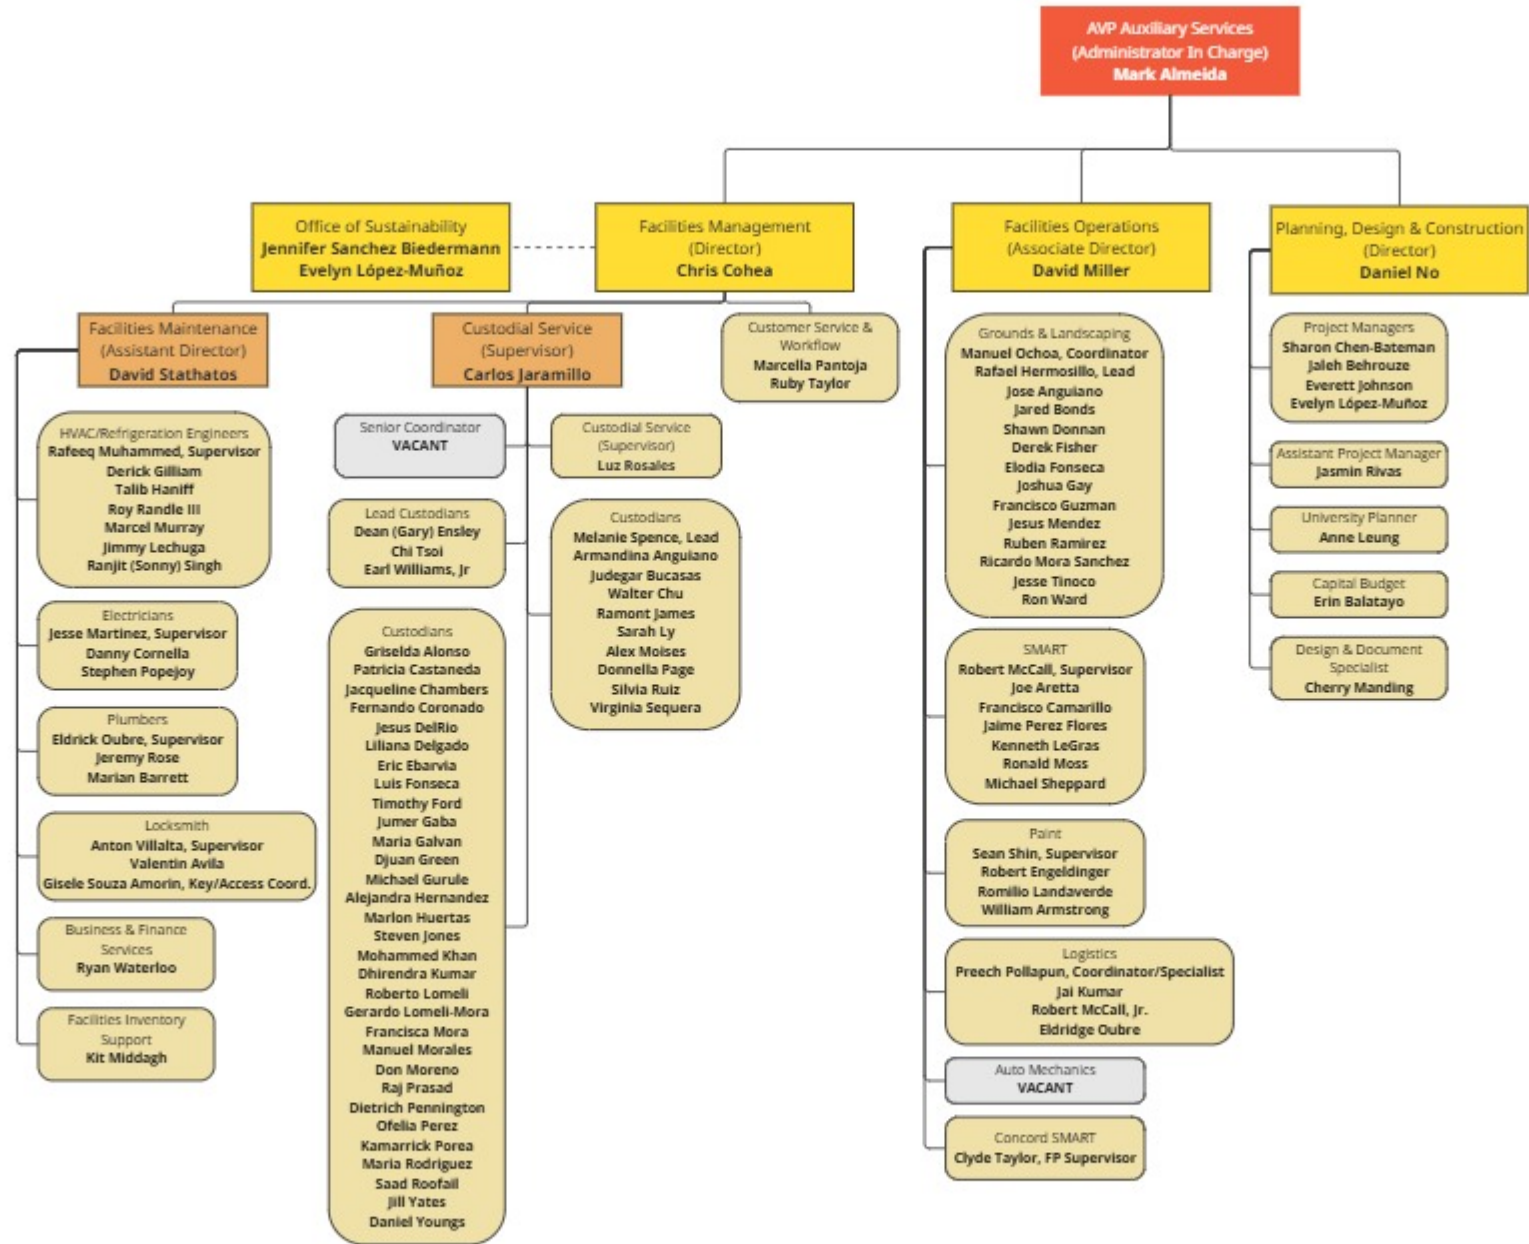 AVP Auxiliary Services
(Administrator In Charge)
Mark Almeida
Office of Sustainability
Jennifer Sanchez Biedermann
Evelyn López-Muñoz
Facilities Management
(Director)
Chris Cohea
Facilities Operations
(Associate Director)
David Miller
Planning, Design & Construction
(Director)
Daniel No
Facilities Maintenance
(Assistant Director)
David Stathatos
Custodial Service
(Supervisor)
Carlos Jaramillo
Customer Service &
Workflow
Marcella Pantoja
Ruby Taylor
HVAC/Refrigeration Engineers
Rafeeq Muhammed, Supervisor
Derick Gilliam
Talib Haniff
Roy Randle III
Marcel Murray
Jimmy Lechuga
Ranjit (Sonny) Singh
Electricians
Jesse Martinez, Supervisor
Danny Cornella
Stephen Popejoy
Plumbers
Eldrick Oubre, Supervisor
Jeremy Rose
Marian Barrett
Locksmith
Anton Villalta, Supervisor
Valentin Avila
Gisele Souza Amorin, Key/Access Coord.
Business & Finance
Services
Ryan Waterloo
Facilities Inventory
Support
Kit Middagh
Senior Coordinator
VACANT
Lead Custodians
Dean (Gary) Ensley
Chi Tsoi
Earl Williams, Jr
Custodians
Griselda Alonso
Patricia Castaneda
Jacqueline Chambers
Fernando Coronado
Jesus DelRio
Liliana Delgado
Eric Ebarvia
Luis Fonseca
Timothy Ford
Jumer Gaba
Maria Galvan
Djuan Green
Michael Gurule
Alejandra Hernandez
Marlon Huertas
Steven Jones
Mohammed Khan
Dhirendra Kumar
Roberto Lomeli
Gerardo Lomeli-Mora
Francisca Mora
Manuel Morales
Don Moreno
Raj Prasad
Dietrich Pennington
Ofelia Perez
Kamarrick Porea
Maria Rodriguez
Saad Roofail
Jill Yates
Daniel Youngs
Custodial Service
(Supervisor)
Luz Rosales
Custodians
Melanie Spence, Lead
Armandina Anguiano
Judegar Bucasas
Walter Chu
Ramont James
Sarah Ly
Alex Moises
Donnella Page
Silvia Ruiz
Virginia Sequera
Grounds & Landscaping
Manuel Ochoa, Coordinator
Rafael Hermosillo, Lead
Jose Anguiano
Jared Bonds
Shawn Donnan
Derek Fisher
Elodia Fonseca
Joshua Gay
Francisco Guzman
Jesus Mendez
Ruben Ramirez
Ricardo Mora Sanchez
Jesse Tinoco
Ron Ward
SMART
Robert McCall, Supervisor
Joe Aretta
Francisco Camarillo
Jaime Perez Flores
Kenneth LeGras
Ronald Moss
Michael Sheppard
Paint
Sean Shin, Supervisor
Robert Engeldinger
Romilio Landaverde
William Armstrong
Logistics
Preech Pollapun, Coordinator/Specialist
Jai Kumar
Robert McCall, Jr.
Eldridge Oubre
Auto Mechanics
VACANT
Concord SMART
Clyde Taylor, FP Supervisor
Project Managers
Sharon Chen-Bateman
Jaleh Behrouze
Everett Johnson
Evelyn López-Muñoz
Assistant Project Manager
Jasmin Rivas
University Planner
Anne Leung
Capital Budget
Erin Balatayo
Design & Document
Specialist
Cherry Manding